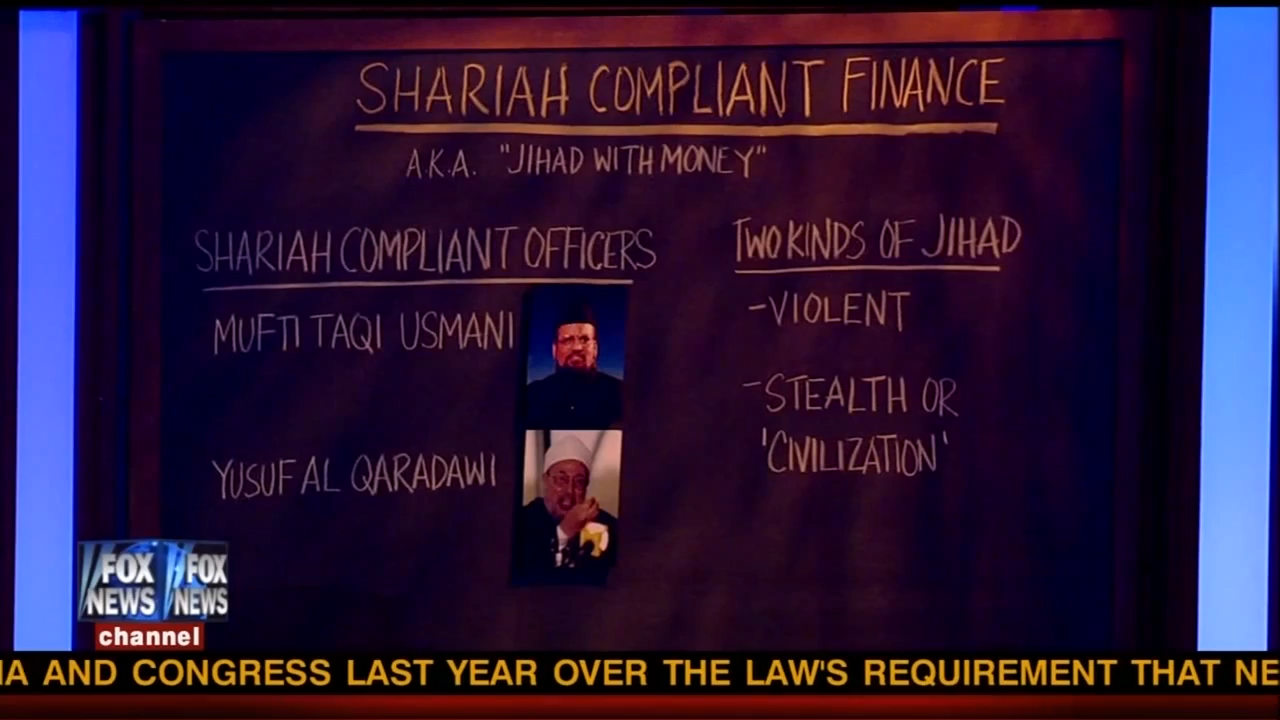 SHARIAH COMPLIANT FINANCE
A.K.A. "JIHAD WITH MONEY"
SHARIAH COMPLIANT OFFICERS
MUFTI TAQI USMANI
YUSUF AL QARADAWI
TWO KINDS OF JIHAD
-VIOLENT
-STEALTH OR
'CIVILIZATION'
FOX NEWS
FOX NEWS
channel
AND CONGRESS LAST YEAR OVER THE LAW'S REQUIREMENT THAT